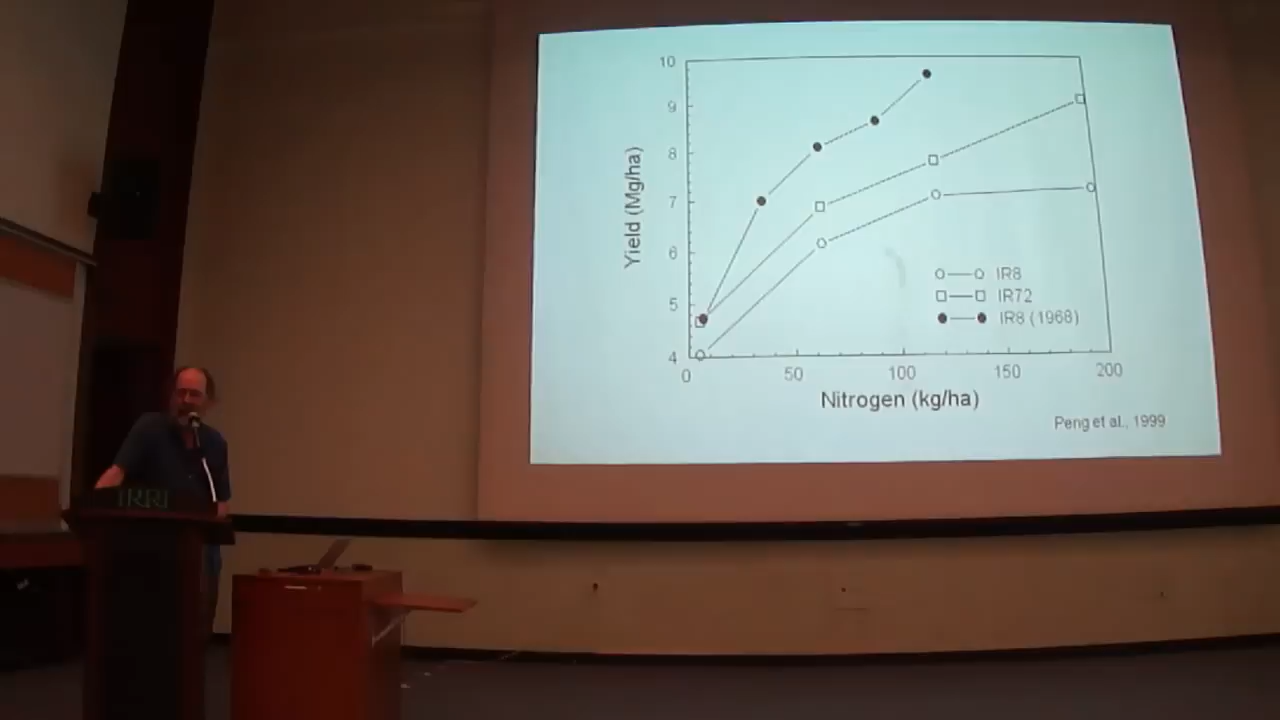 10
9
8
7
6
5
4
Yield (Mg/ha)
IR8
IR72
IR8 (1968)
0 50 100 150 200
Nitrogen (kg/ha)
Peng et al., 1999
IRRI